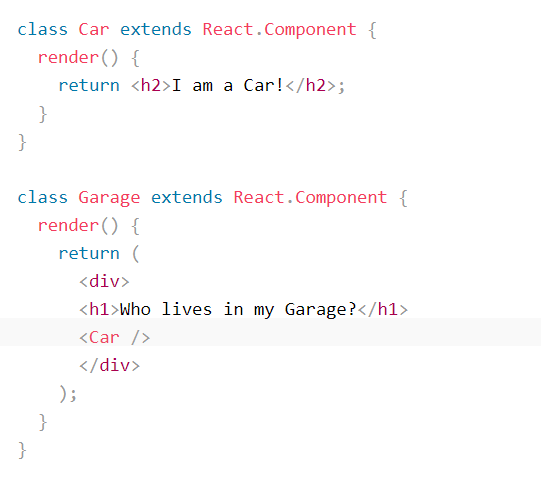 class Car extends React.Component {
  render() {
    return <h2>I am a Car!</h2>;
  }
}

class Garage extends React.Component {
  render() {
    return (
      <div>
      <h1>Who lives in my Garage?</h1>
      <Car />
      </div>
    );
  }
}